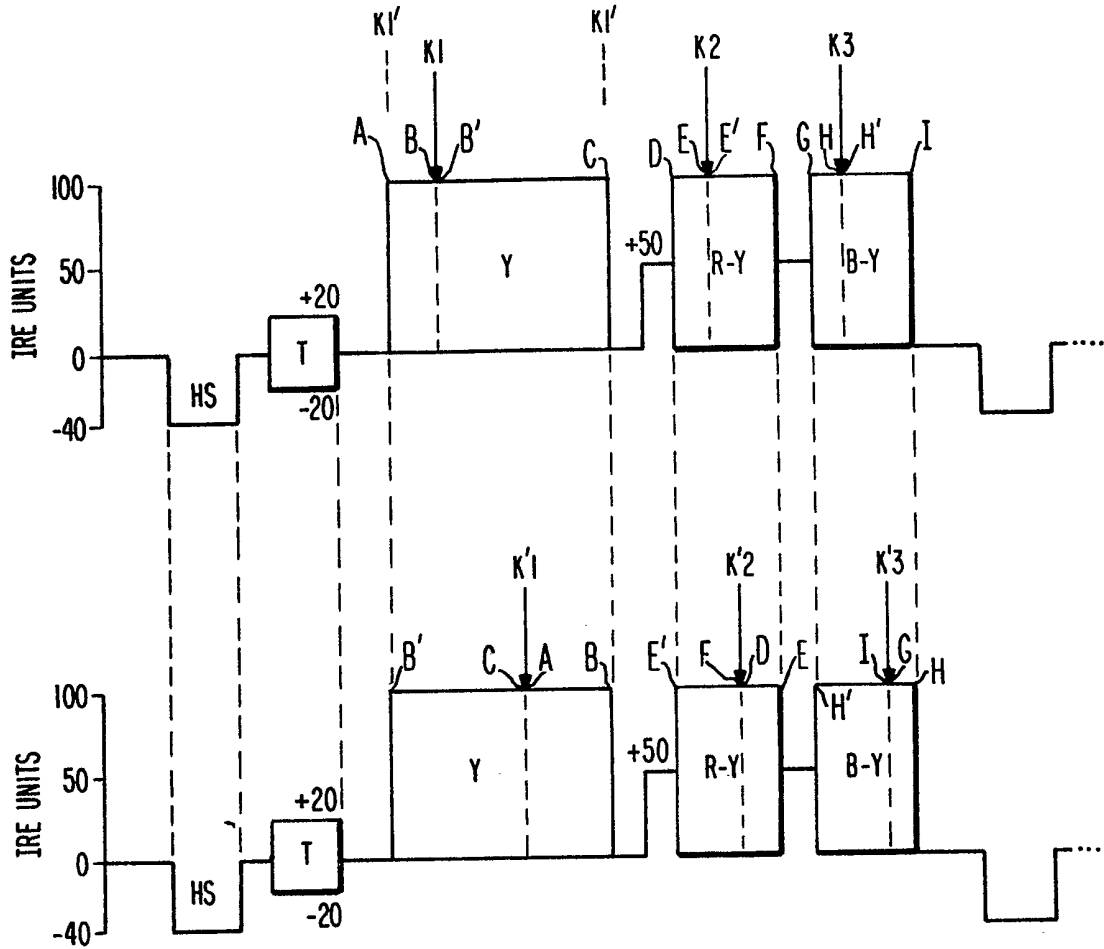 K1' K1'
K1 K2 K3
A B B' C D E E' F G H H' I
100
+50
50
Y R-Y B-Y
+20
IRE UNITS
T
0
HS
-20
-40
K'1 K'2 K'3
B' C A B E' F D E I G H
H'
100
+50
Y R-Y B-Y
50
+20
IRE UNITS
T
0
HS
-20
-40